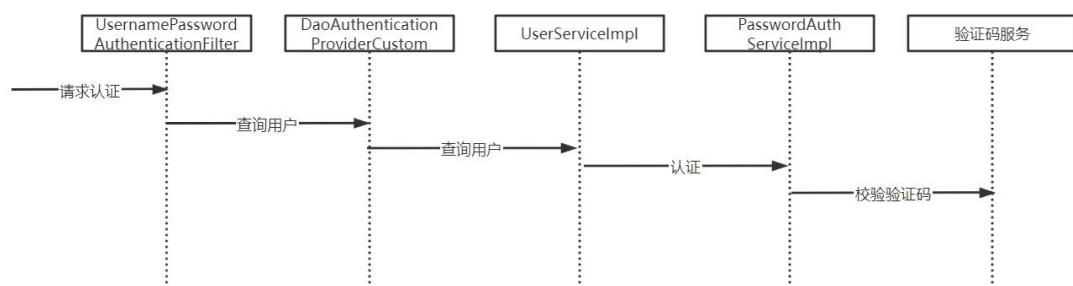 UsernamePassword
AuthenticationFilter
DaoAuthentication
ProviderCustom
UserServiceImpl
PasswordAuth
ServiceImpl
验证码服务
请求认证
查询用户
查询用户
认证
校验验证码